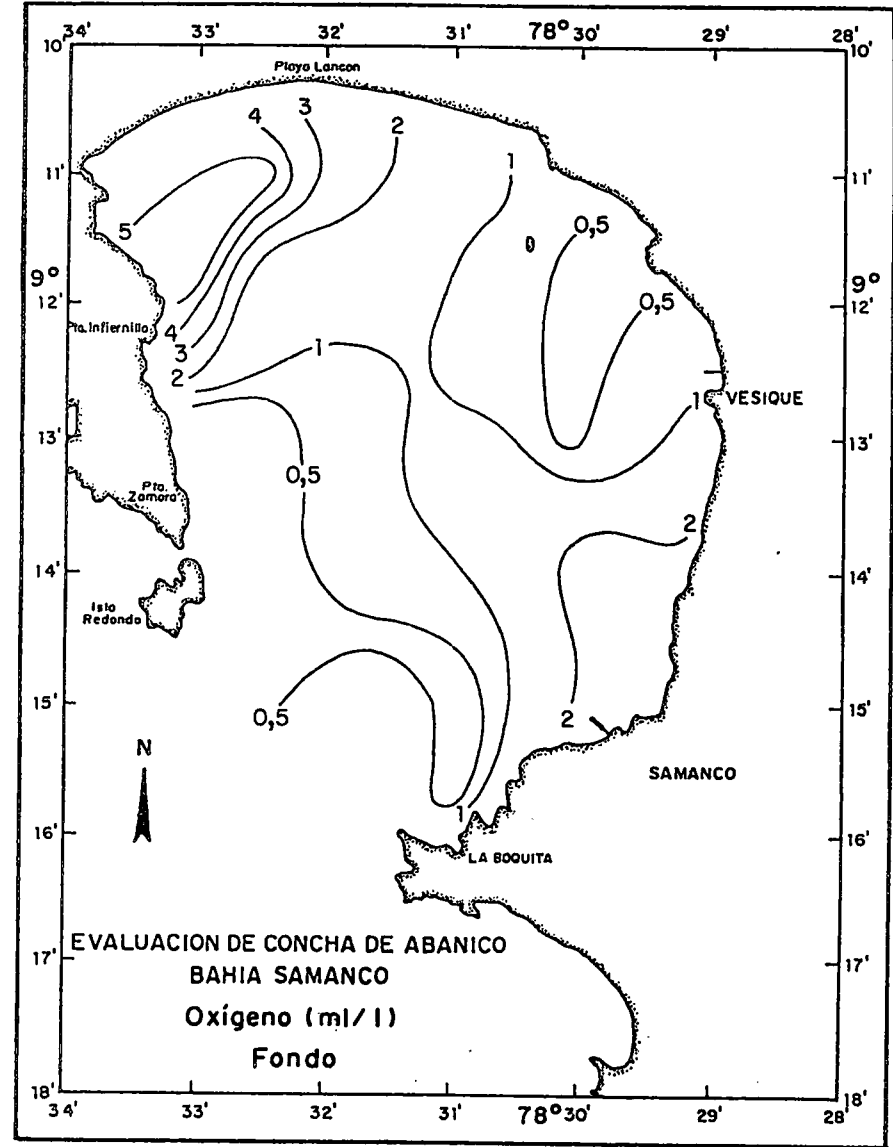 34' 33' 32' 31' 78° 30' 29' 28'
10' 10'
Playa Lancon
4 3 2
1
11' 11'
5 0,5
9° 9°
12' 0,5 12'
Pto. Infiernillo 4
3 1
2
1 VESIQUE
13' 13'
0,5
Pta.
Zamora
2
14' 14'
Isla
Redonda
15' 0,5 2 15'
N
SAMANCO
1
16' 16'
LA BOQUITA
EVALUACION DE CONCHA DE ABANICO
17' 17'
BAHIA SAMANCO
Oxígeno (ml/l)
Fondo
18' 18'
34' 33' 32' 31' 78° 30' 29' 28'